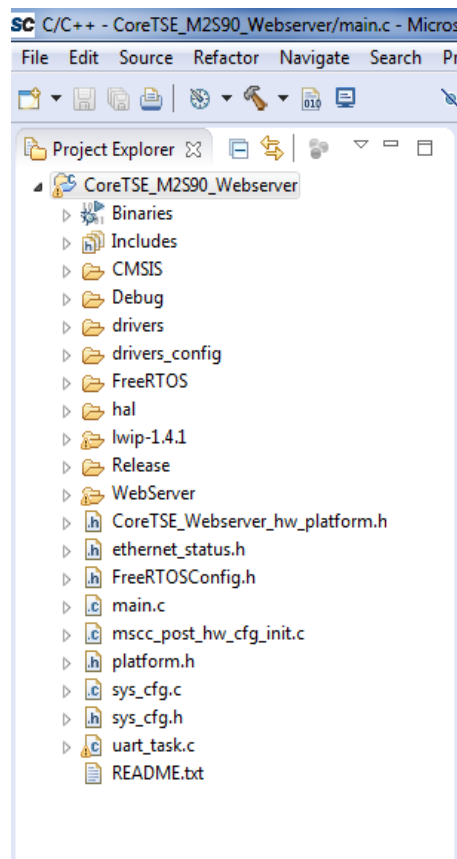 SC C/C++ - CoreTSE_M2S90_Webserver/main.c - Micros
File Edit Source Refactor Navigate Search Pr
010
Project Explorer
CoreTSE_M2S90_Webserver
Binaries
Includes
CMSIS
Debug
drivers
drivers_config
FreeRTOS
hal
lwip-1.4.1
Release
WebServer
.h CoreTSE_Webserver_hw_platform.h
.h ethernet_status.h
.h FreeRTOSConfig.h
.c main.c
.c mscc_post_hw_cfg_init.c
.h platform.h
.c sys_cfg.c
.h sys_cfg.h
.c uart_task.c
README.txt